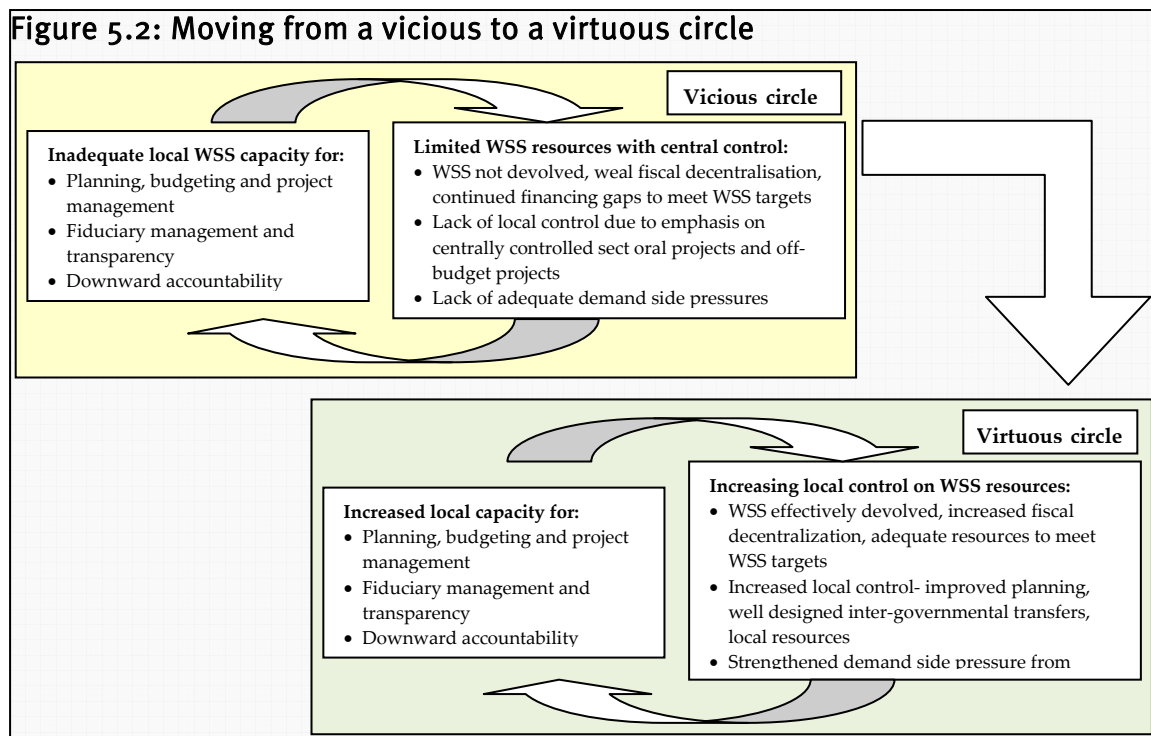 Figure 5.2: Moving from a vicious to a virtuous circle
Vicious circle
Inadequate local WSS capacity for:
• Planning, budgeting and project
management
• Fiduciary management and
transparency
• Downward accountability
Limited WSS resources with central control:
• WSS not devolved, weal fiscal decentralisation,
continued financing gaps to meet WSS targets
• Lack of local control due to emphasis on
centrally controlled sect oral projects and off-
budget projects
• Lack of adequate demand side pressures
Virtuous circle
Increased local capacity for:
• Planning, budgeting and project
management
• Fiduciary management and
transparency
• Downward accountability
Increasing local control on WSS resources:
• WSS effectively devolved, increased fiscal
decentralization, adequate resources to meet
WSS targets
• Increased local control- improved planning,
well designed inter-governmental transfers,
local resources
• Strengthened demand side pressure from